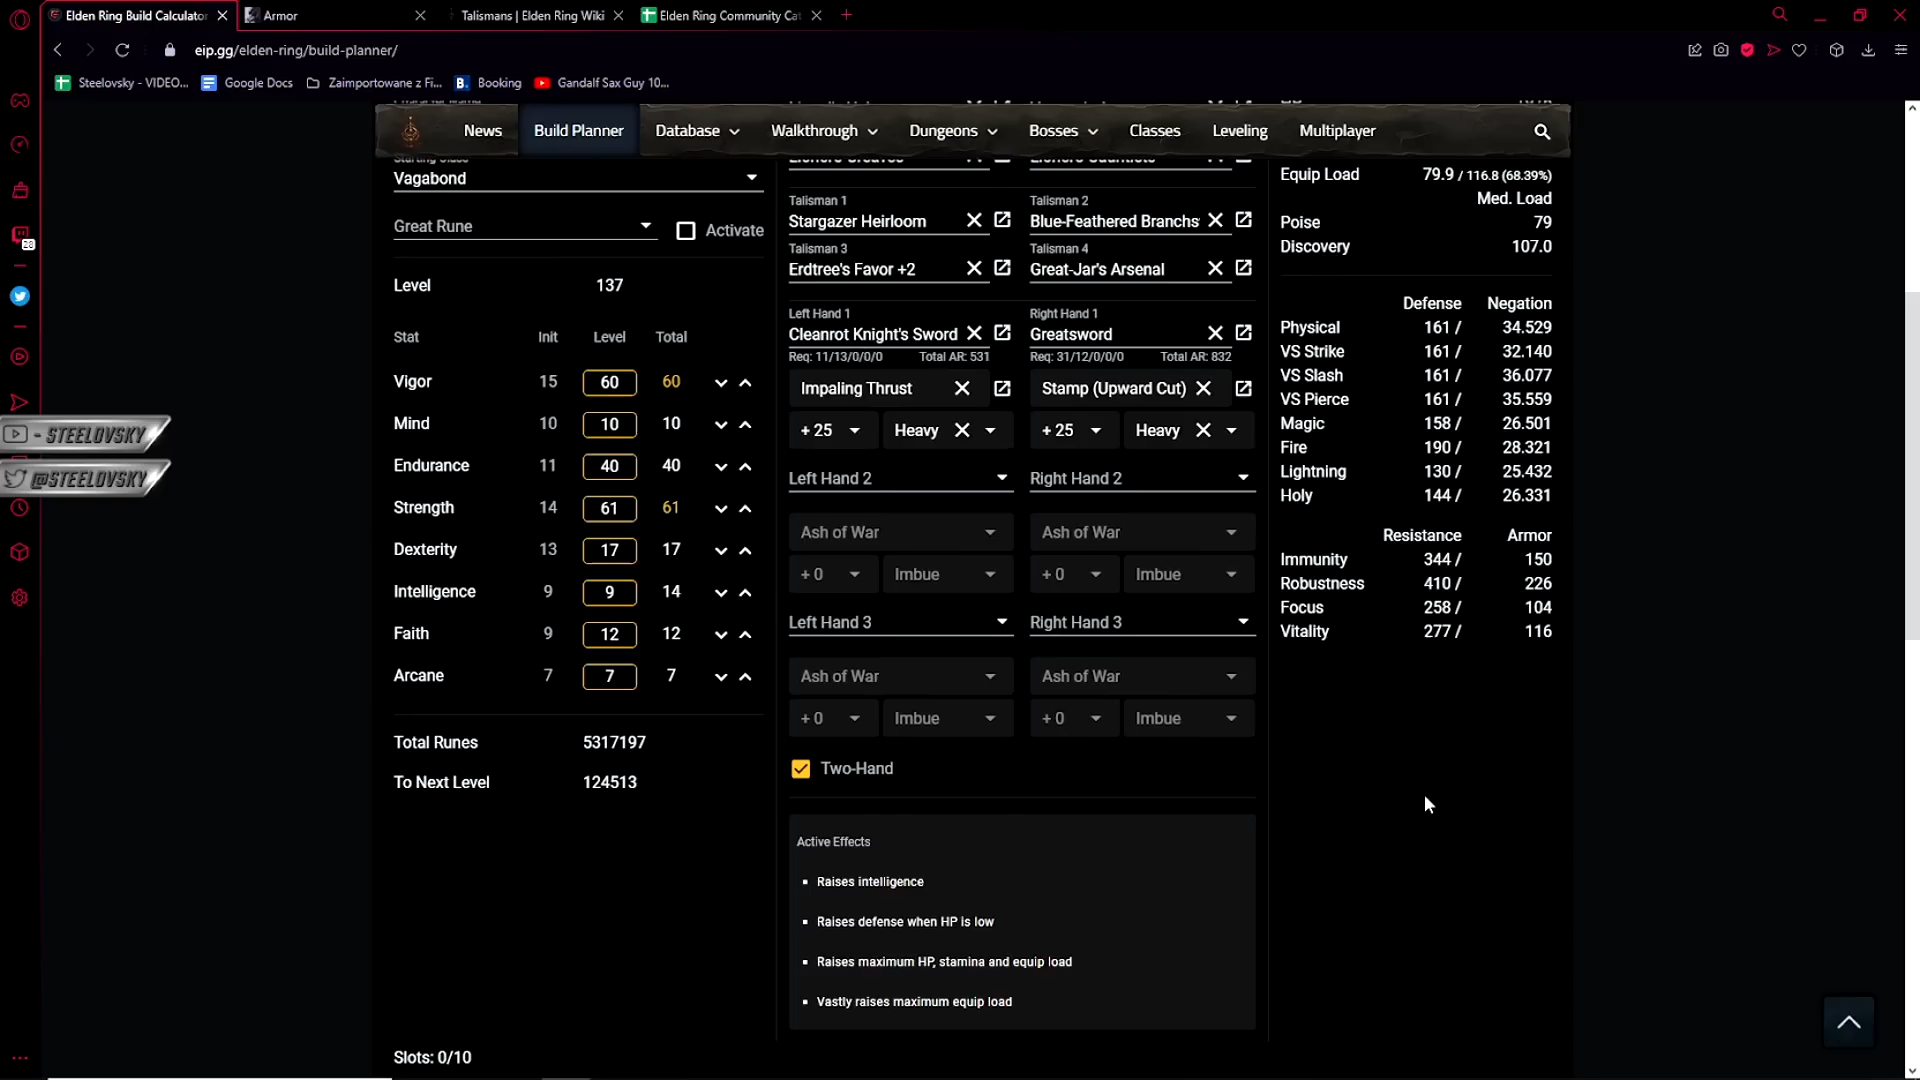 Elden Ring Build Calculator
Armor
Talismans | Elden Ring Wiki
Elden Ring Community Cat
eip.gg/elden-ring/build-planner/
Steelovsky - VIDEO...
Google Docs
Zaimportowane z Fi...
B.
Booking
Gandalf Sax Guy 10...
News
Build Planner
Database
Walkthrough
Dungeons
Bosses
Classes
Leveling
Multiplayer
Starting Class
Vagabond
Great Rune
Activate
Level 137
Stat Init Level Total
Vigor 15 60 60
Mind 10 10 10
Endurance 11 40 40
Strength 14 61 61
Dexterity 13 17 17
Intelligence 9 9 14
Faith 9 12 12
Arcane 7 7 7
Total Runes 5317197
To Next Level 124513
Slots: 0/10
Talisman 1
Stargazer Heirloom
Talisman 2
Blue-Feathered Branchs
Talisman 3
Erdtree's Favor +2
Talisman 4
Great-Jar's Arsenal
Left Hand 1
Cleanrot Knight's Sword
Req: 11/13/0/0/0 Total AR: 531
Impaling Thrust
+ 25 Heavy
Right Hand 1
Greatsword
Req: 31/12/0/0/0 Total AR: 832
Stamp (Upward Cut)
+ 25 Heavy
Left Hand 2
Right Hand 2
Ash of War
Ash of War
+ 0 Imbue
+ 0 Imbue
Left Hand 3
Right Hand 3
Ash of War
Ash of War
+ 0 Imbue
+ 0 Imbue
Two-Hand
Active Effects
Raises intelligence
Raises defense when HP is low
Raises maximum HP, stamina and equip load
Vastly raises maximum equip load
Equip Load 79.9 / 116.8 (68.39%)
Med. Load
Poise 79
Discovery 107.0
Defense Negation
Physical 161 / 34.529
VS Strike 161 / 32.140
VS Slash 161 / 36.077
VS Pierce 161 / 35.559
Magic 158 / 26.501
Fire 190 / 28.321
Lightning 130 / 25.432
Holy 144 / 26.331
Resistance Armor
Immunity 344 / 150
Robustness 410 / 226
Focus 258 / 104
Vitality 277 / 116
- STEELOVSKY
@STEELOVSKY